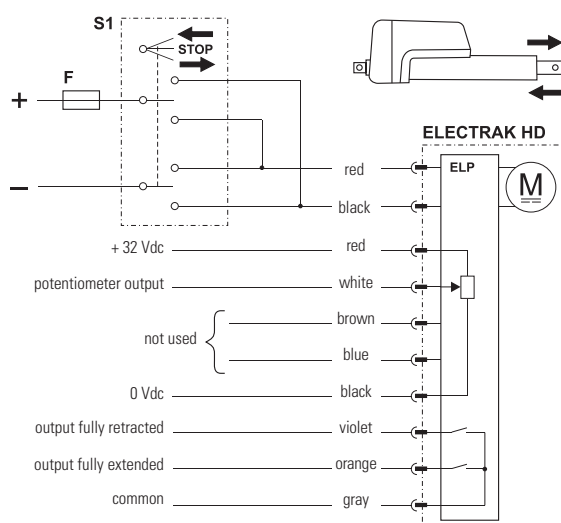 S1
STOP
F
+
–
ELECTRAK HD
ELP
M
red
black
+ 32 Vdc red
potentiometer output white
not used
brown
blue
0 Vdc black
output fully retracted violet
output fully extended orange
common gray